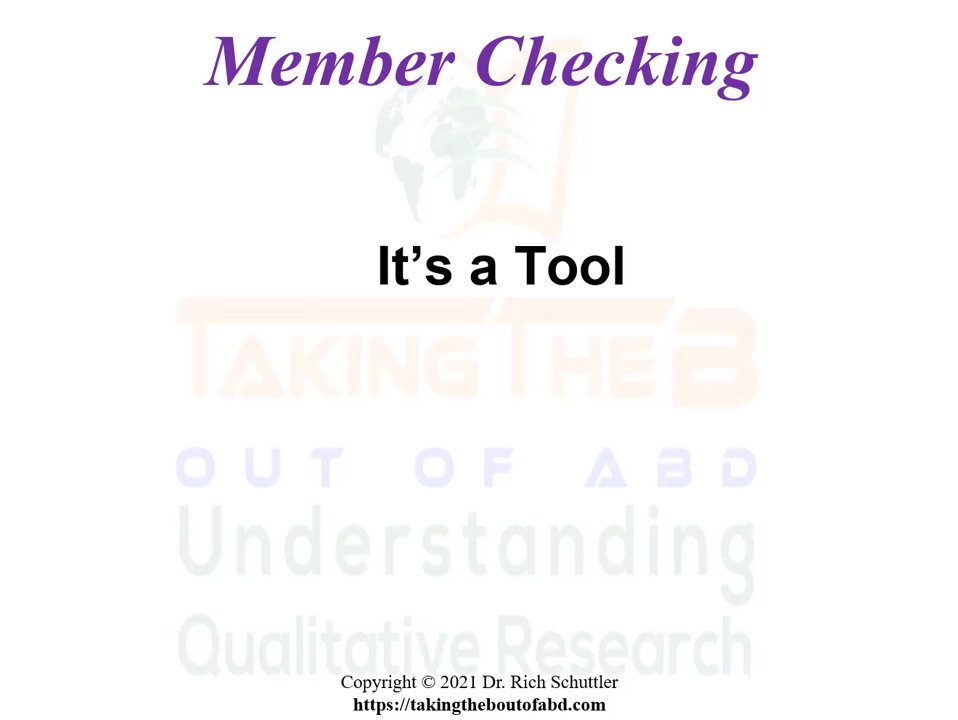 Member Checking
It’s a Tool
TAKING THE B
OUT OF ABD
Understanding
Qualitative Research
Copyright © 2021 Dr. Rich Schuttler
https://takingtheboutofabd.com